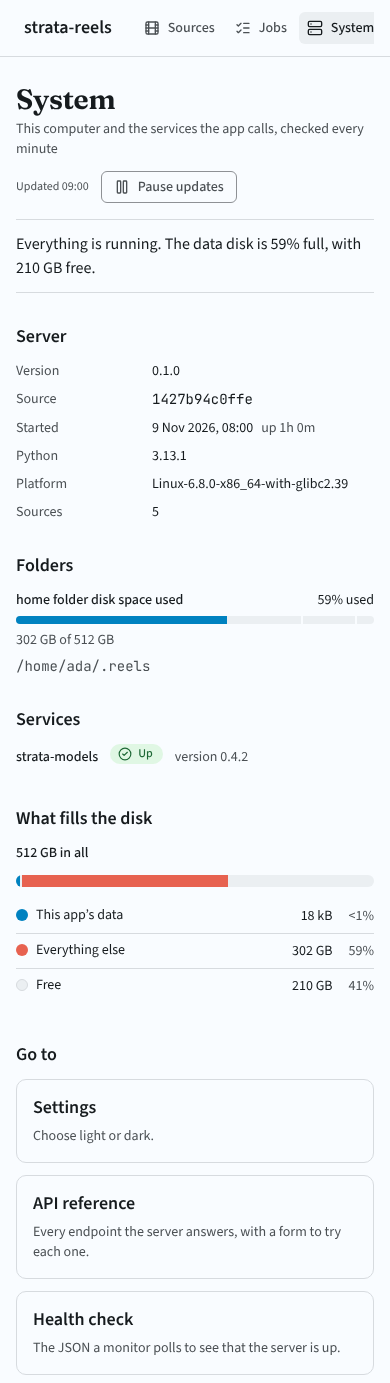 strata-reels Sources Jobs System
System
This computer and the services the app calls, checked every
minute
Updated 09:00 Pause updates
Everything is running. The data disk is 59% full, with
210 GB free.
Server
Version 0.1.0
Source 1427b94c0ffe
Started 9 Nov 2026, 08:00 up 1h 0m
Python 3.13.1
Platform Linux-6.8.0-x86_64-with-glibc2.39
Sources 5
Folders
home folder disk space used 59% used
302 GB of 512 GB
/home/ada/.reels
Services
strata-models Up version 0.4.2
What fills the disk
512 GB in all
This app's data 18 kB <1%
Everything else 302 GB 59%
Free 210 GB 41%
Go to
Settings
Choose light or dark.
API reference
Every endpoint the server answers, with a form to try
each one.
Health check
The JSON a monitor polls to see that the server is up.